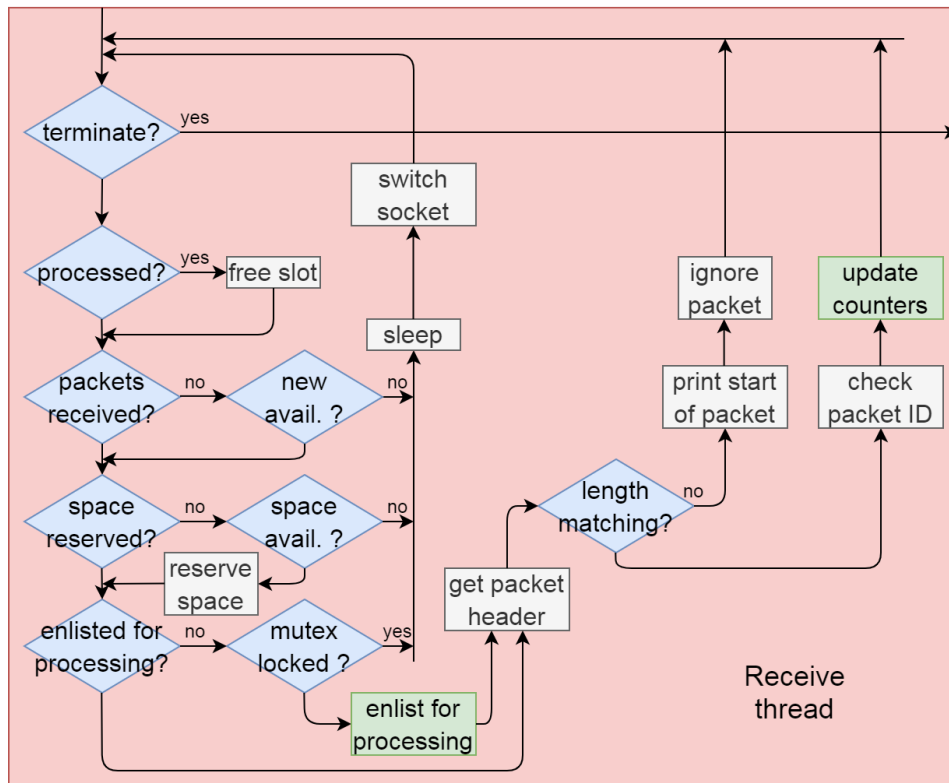 terminate?
yes
switch
socket
processed?
yes
free slot
ignore
packet
update
counters
sleep
packets
received?
no
new
avail. ?
no
print start
of packet
check
packet ID
space
reserved?
no
space
avail. ?
no
length
matching?
no
reserve
space
get packet
header
enlisted for
processing?
no
mutex
locked ?
yes
enlist for
processing
Receive
thread